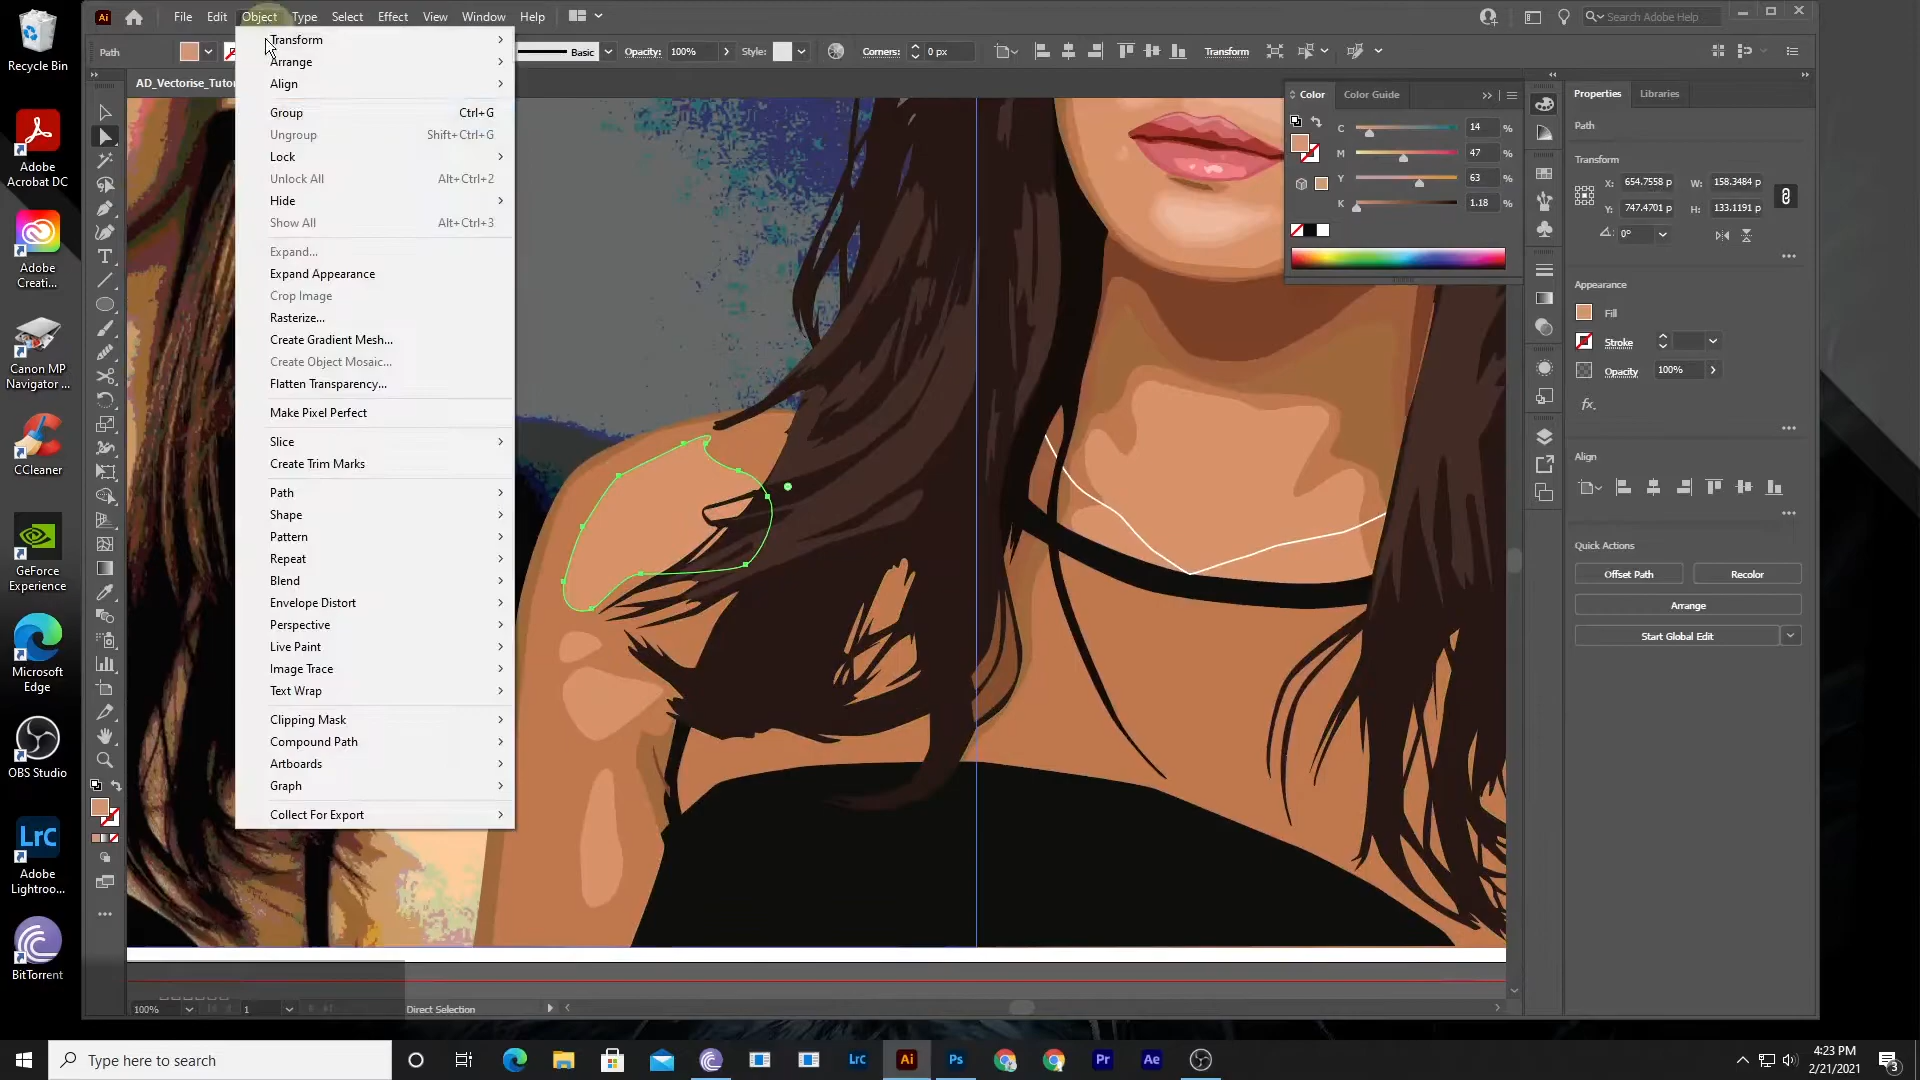 Recycle Bin
Adobe
Acrobat DC
Adobe
Creati...
Canon MP
Navigator ...
CCleaner
GeForce
Experience
Microsoft
Edge
OBS Studio
LrC
Adobe
Lightroo...
BitTorrent
Ai
File Edit Object Type Select Effect View Window Help
Search Adobe Help
Path
Basic
Opacity: 100%
Style:
Corners: 0 px
Transform
AD_Vectorise_Tutor
Transform
Arrange
Align
Group Ctrl+G
Ungroup Shift+Ctrl+G
Lock
Unlock All Alt+Ctrl+2
Hide
Show All Alt+Ctrl+3
Expand...
Expand Appearance
Crop Image
Rasterize...
Create Gradient Mesh...
Create Object Mosaic...
Flatten Transparency...
Make Pixel Perfect
Slice
Create Trim Marks
Path
Shape
Pattern
Repeat
Blend
Envelope Distort
Perspective
Live Paint
Image Trace
Text Wrap
Clipping Mask
Compound Path
Artboards
Graph
Collect For Export
Color Color Guide
C 14 %
M 47 %
Y 63 %
K 1.18 %
Properties Libraries
Path
Transform
X: 654.7558 p W: 158.3484 p
Y: 747.4701 p H: 133.1191 p
0°
Appearance
Fill
Stroke
Opacity 100%
fx.
Align
Quick Actions
Offset Path Recolor
Arrange
Start Global Edit
100% 1 Direct Selection
Type here to search
LrC
Ai
Ps
Pr
Ae
4:23 PM
2/21/2021
3